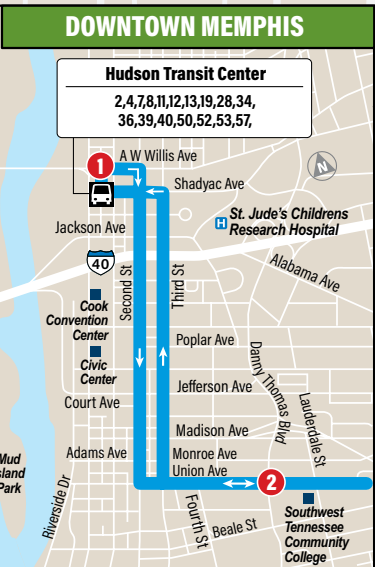 DOWNTOWN MEMPHIS
Hudson Transit Center
2,4,7,8,11,12,13,19,28,34,
36,39,40,50,52,53,57,
1
A W Willis Ave
N
Shadyac Ave
H St. Jude's Childrens
Research Hospital
Jackson Ave
40
Alabama Ave
Second St
Third St
Cook
Convention
Center
Poplar Ave
Civic
Center
Danny Thomas Blvd
Jefferson Ave
Lauderdale St
Court Ave
Madison Ave
Adams Ave
Monroe Ave
Mud
sland
Park
Union Ave
2
Riverside Dr
Fourth St
Beale St
Southwest
Tennessee
Community
College